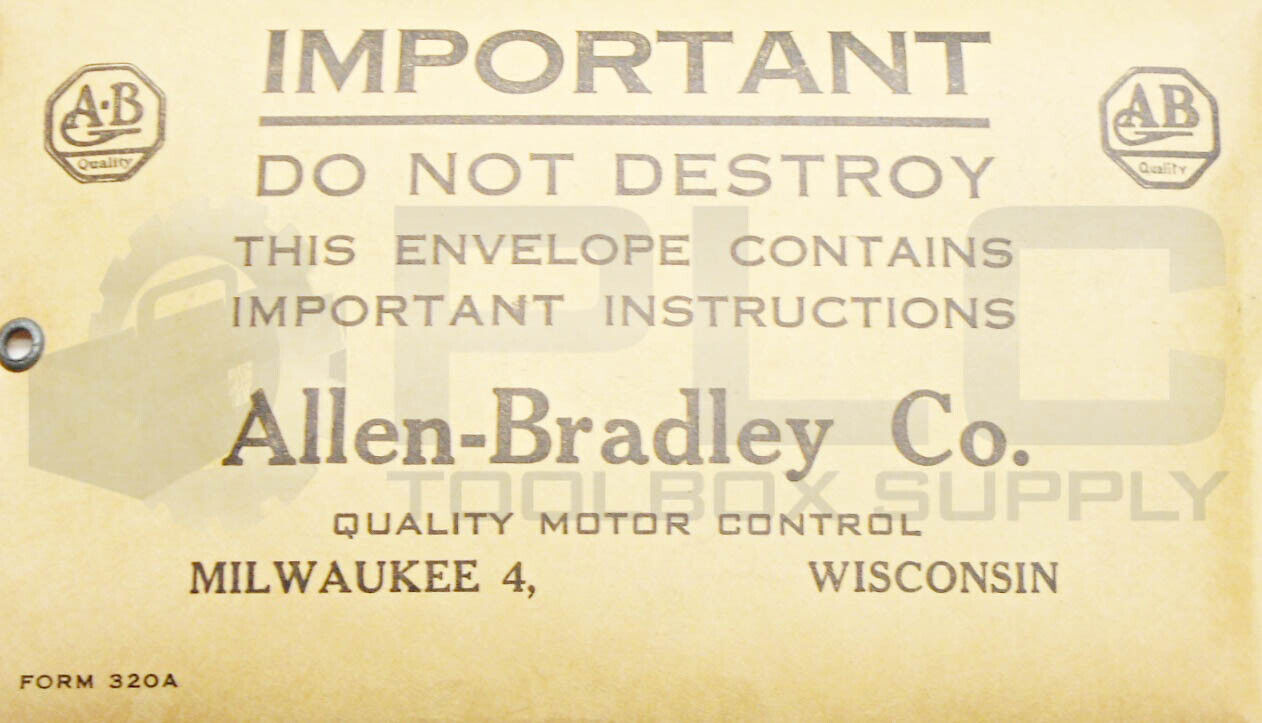 IMPORTANT
A·B
Quality
AB
Quality
DO NOT DESTROY
THIS ENVELOPE CONTAINS
IMPORTANT INSTRUCTIONS
Allen-Bradley Co.
QUALITY MOTOR CONTROL
MILWAUKEE 4, WISCONSIN
FORM 320A
PLC
TOOLBOX SUPPLY